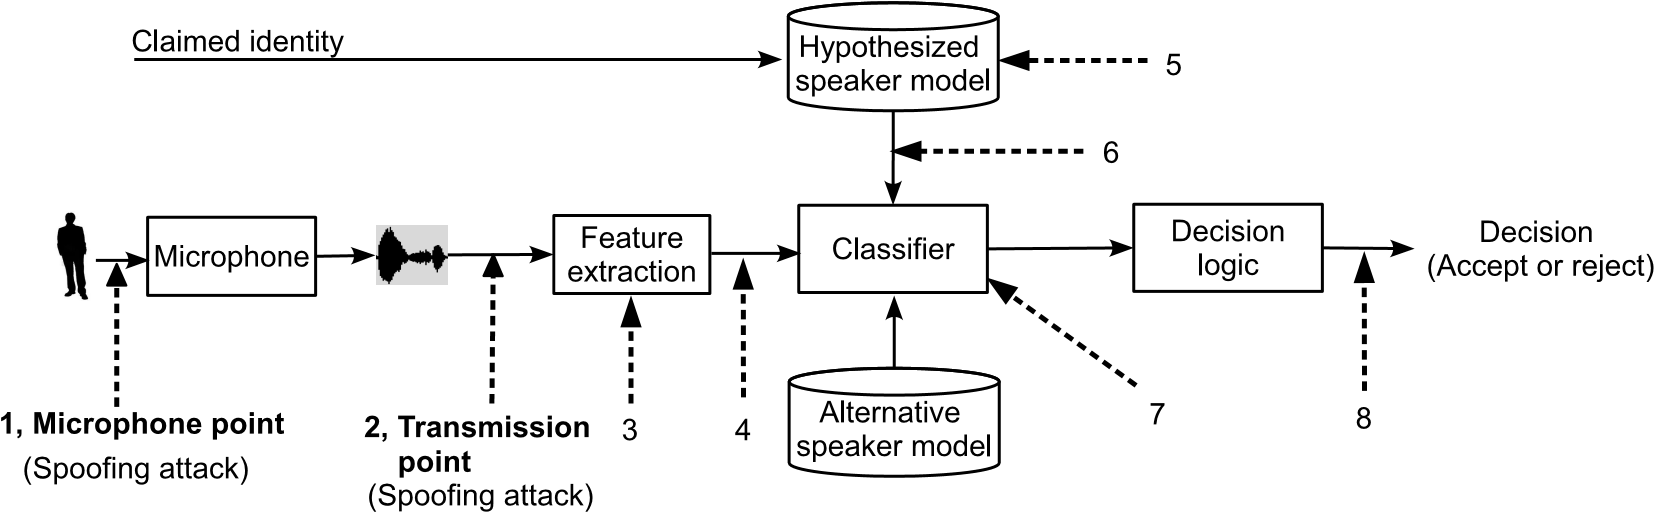 Claimed identity
Hypothesized
speaker model
5
6
Microphone
Feature
extraction
Classifier
Decision
logic
Decision
(Accept or reject)
1, Microphone point
(Spoofing attack)
2, Transmission
point
(Spoofing attack)
3
4
Alternative
speaker model
7
8